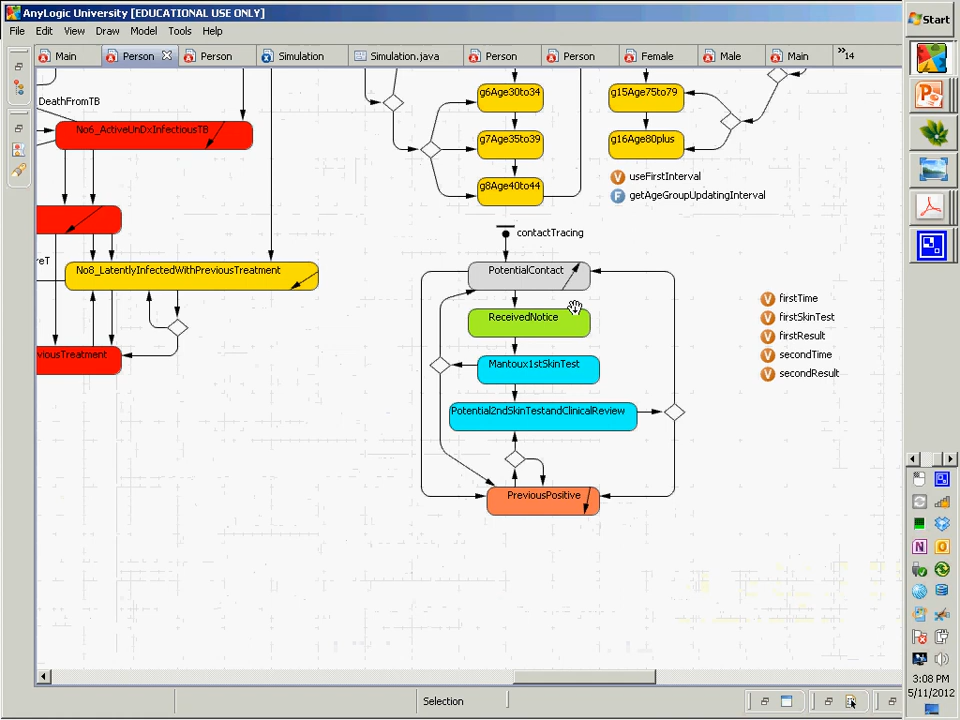 AnyLogic University [EDUCATIONAL USE ONLY]
File Edit View Draw Model Tools Help
Main Person Person Simulation Simulation.java Person Person Female Male Main »14
Start
DeathFromTB
No6_ActiveUnDxInfectiousTB
g6Age30to34
g7Age35to39
g8Age40to44
g15Age75to79
g16Age80plus
V useFirstInterval
F getAgeGroupUpdatingInterval
contactTracing
eT
No8_LatentlyInfectedWithPreviousTreatment
viousTreatment
PotentialContact
ReceivedNotice
Mantoux1stSkinTest
Potential2ndSkinTestandClinicalReview
PreviousPositive
V firstTime
V firstSkinTest
V firstResult
V secondTime
V secondResult
Selection
3:08 PM
5/11/2012